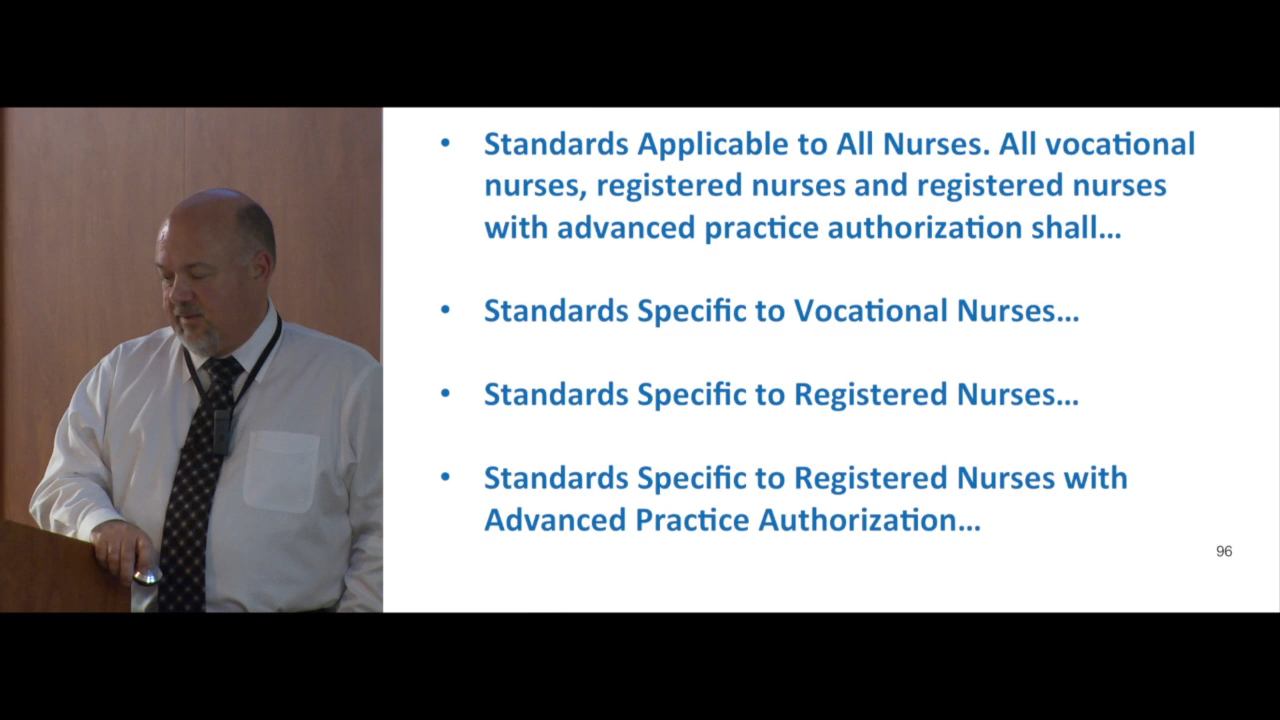 • Standards Applicable to All Nurses. All vocational
nurses, registered nurses and registered nurses
with advanced practice authorization shall…
• Standards Specific to Vocational Nurses…
• Standards Specific to Registered Nurses…
• Standards Specific to Registered Nurses with
Advanced Practice Authorization…
96